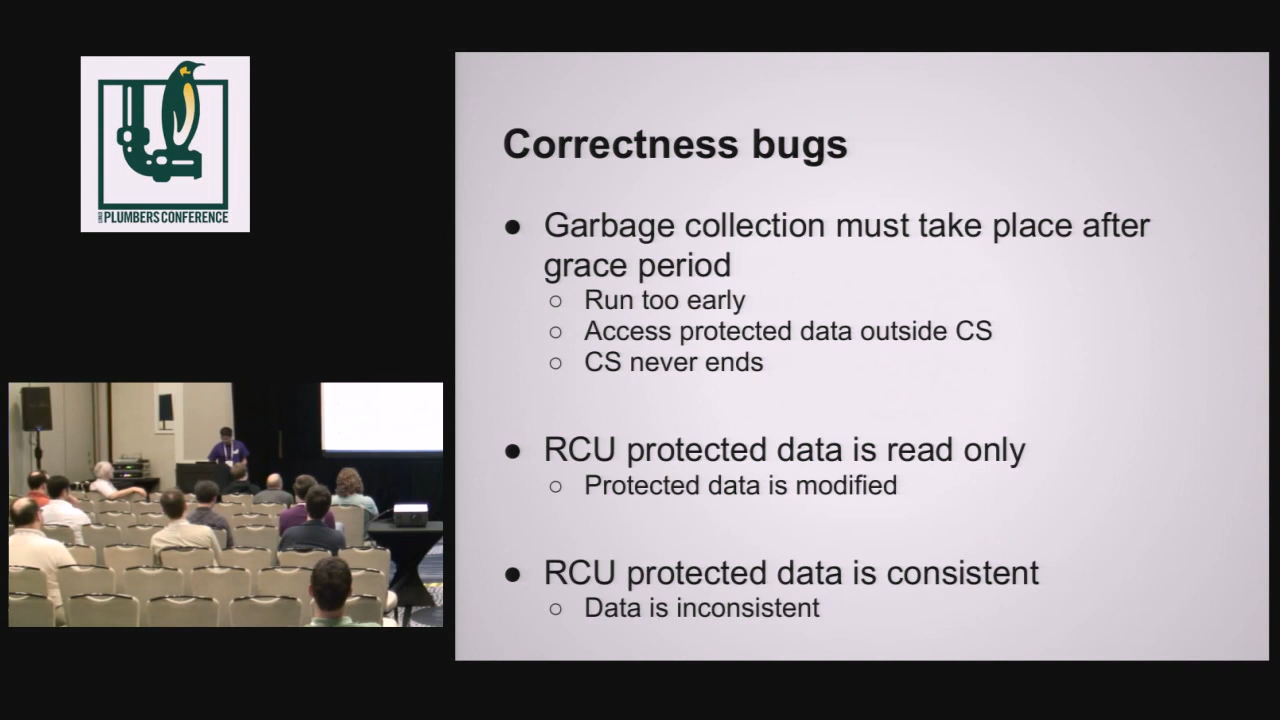 LINUX PLUMBERS CONFERENCE
Correctness bugs
● Garbage collection must take place after
grace period
○ Run too early
○ Access protected data outside CS
○ CS never ends
● RCU protected data is read only
○ Protected data is modified
● RCU protected data is consistent
○ Data is inconsistent